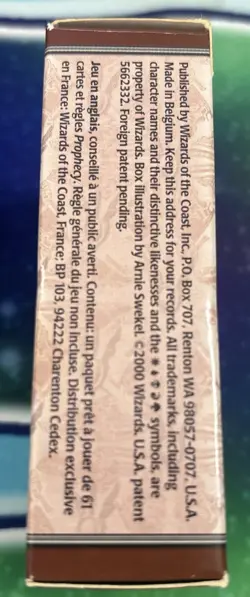 Published by Wizards of the Coast, Inc., P.O. Box 707, Renton WA 98057-0707. U.S.A.
Made in Belgium. Keep this address for your records. All trademarks, including
character names and their distinctive likenesses and the symbols, are
property of Wizards. Box illustration by Arnie Swekel. ©2000 Wizards. U.S.A. patent
5662332. Foreign patent pending.
Jeu en anglais, conseillé à un public averti. Contenu: un paquet prêt à jouer de 61
cartes et règles Prophecy. Règle générale du jeu non incluse. Distribution exclusive
en France: Wizards of the Coast, France: BP 103, 94222 Charenton Cedex.